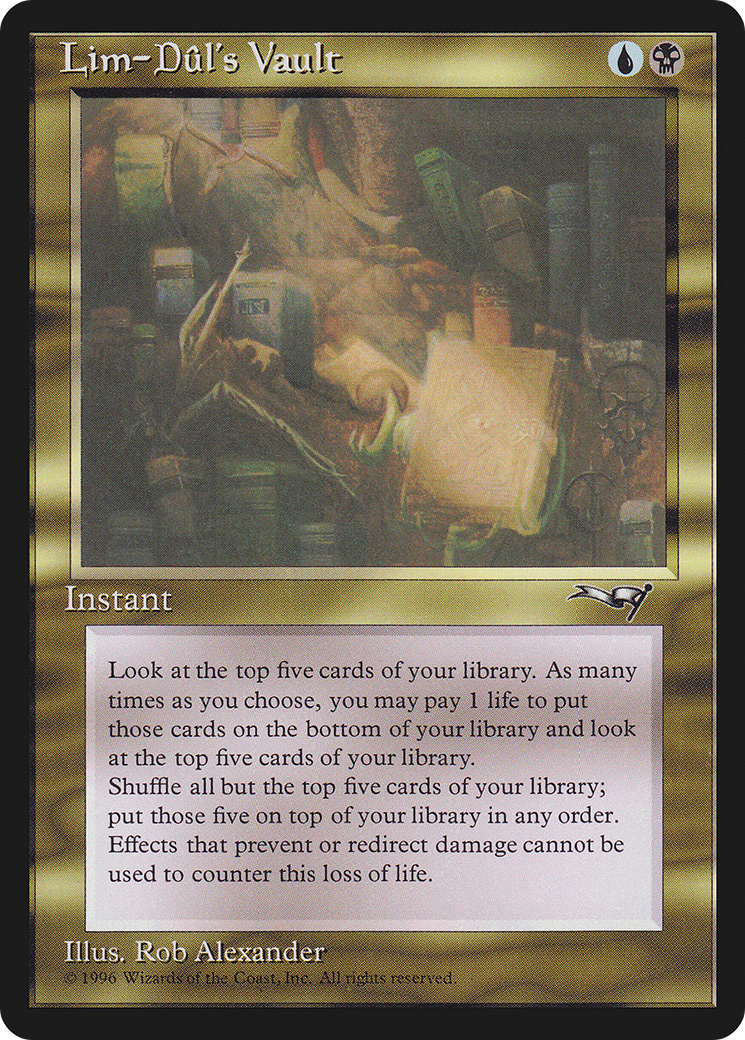 Lim-Dûl's Vault
Instant
Look at the top five cards of your library. As many
times as you choose, you may pay 1 life to put
those cards on the bottom of your library and look
at the top five cards of your library.
Shuffle all but the top five cards of your library;
put those five on top of your library in any order.
Effects that prevent or redirect damage cannot be
used to counter this loss of life.
Illus. Rob Alexander
© 1996 Wizards of the Coast, Inc. All rights reserved.